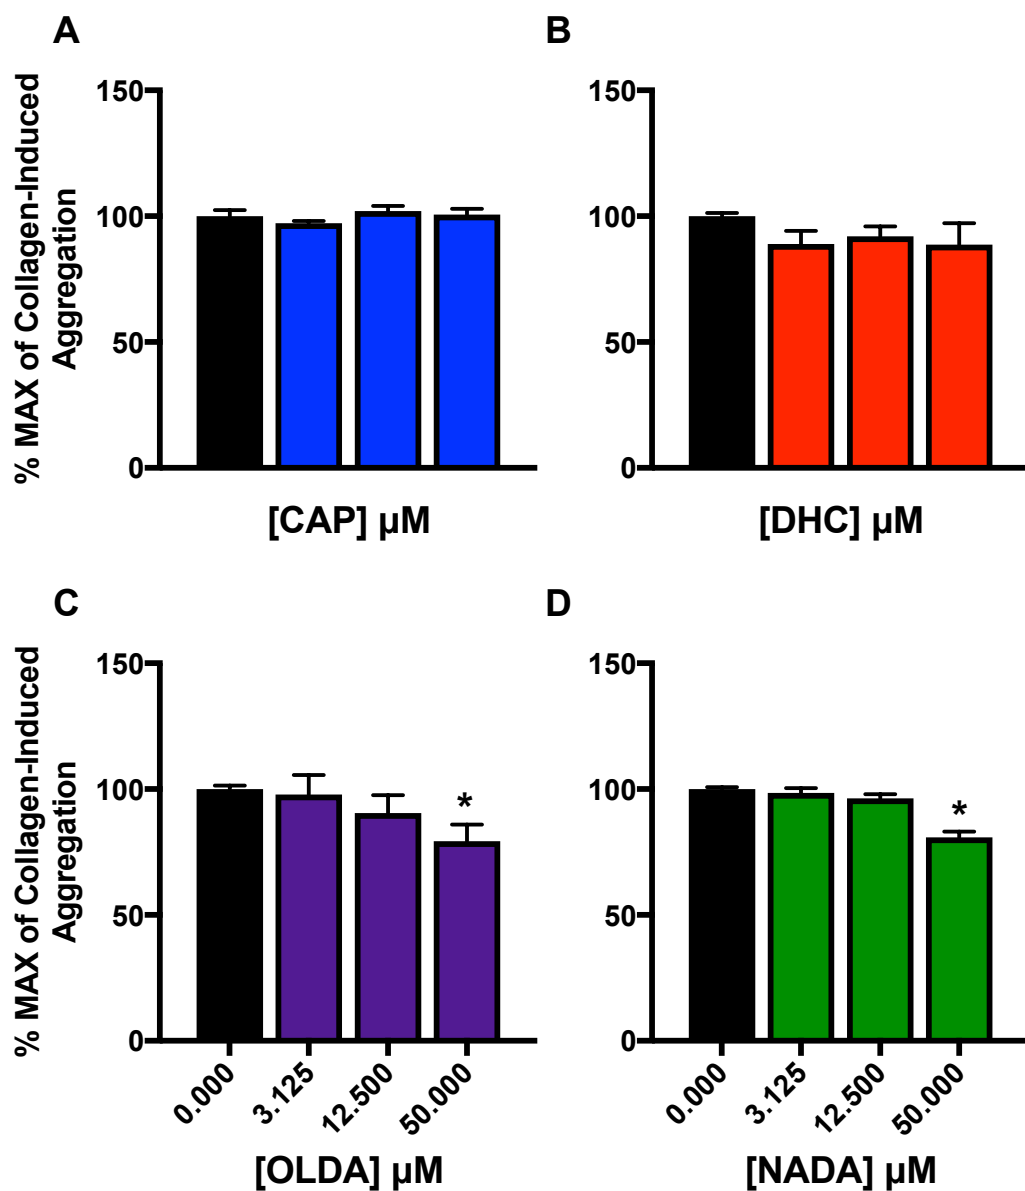 A
% MAX of Collagen-Induced
Aggregation
150
100
50
0
[CAP] µM
B
150
100
50
0
[DHC] µM
C
% MAX of Collagen-Induced
Aggregation
150
100
50
0
*
0.000
3.125
12.500
50.000
[OLDA] µM
D
150
100
50
0
*
0.000
3.125
12.500
50.000
[NADA] µM